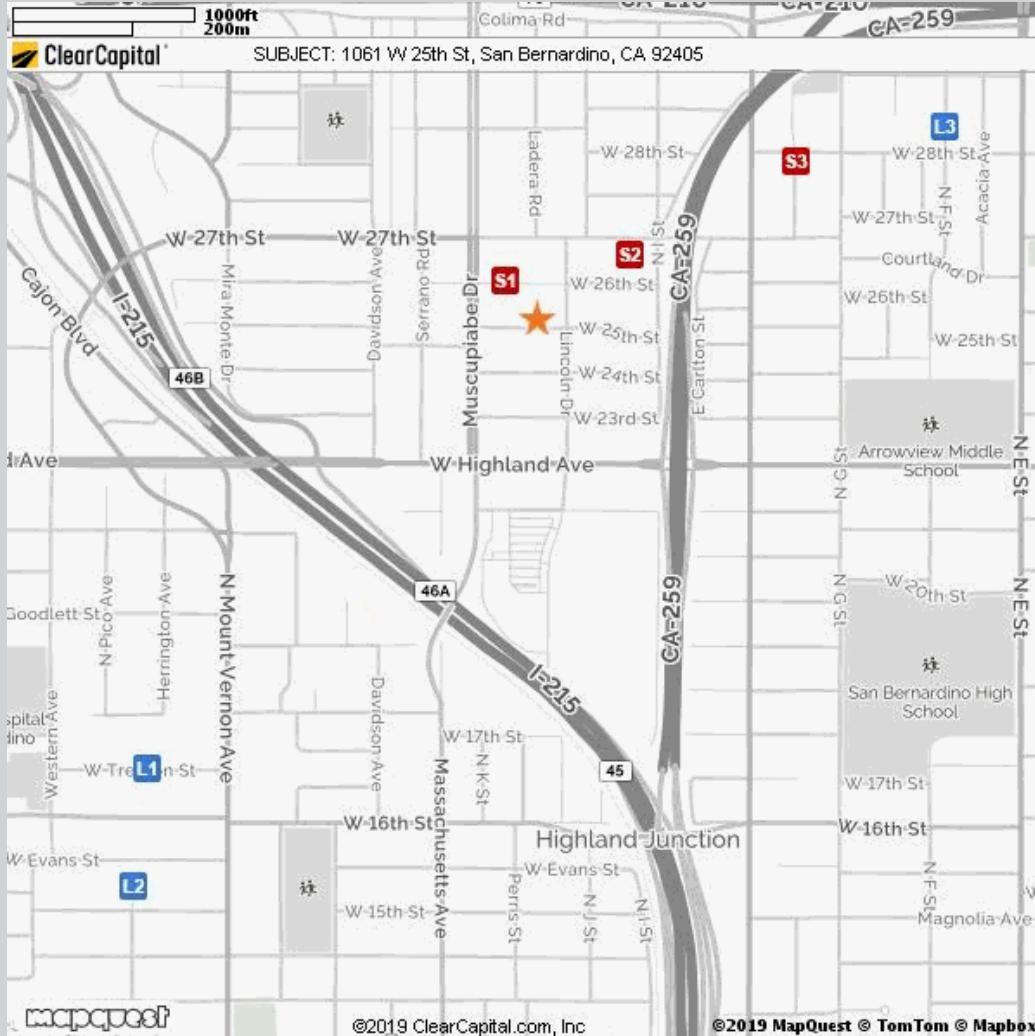 1000ft
200m
Colima Rd
CA-210
CA-210
CA-259
ClearCapital
SUBJECT: 1061 W 25th St, San Bernardino, CA 92405
Ladera Rd
W 28th St
S3
L3
W 28th St
Acacia Ave
N F St
W 27th St
W 27th St
W 27th St
N I St
CA-259
S2
S1
Courtland Dr
Cajon Blvd
I-215
Mira Monte Dr
Davidson Ave
Serrano Rd
Muscupiabe Dr
W 26th St
W 26th St
W 25th St
W 25th St
Lincoln Dr
E Carlton St
46B
W 24th St
W 23rd St
Arrowview Middle
School
N E St
W Highland Ave
N G St
46A
CA-259
W 20th St
N G St
N E St
Goodlett St
N Pico Ave
Herrington Ave
N Mount Vernon Ave
San Bernardino High
School
I-215
Western Ave
Davidson Ave
W 17th St
N K St
Massachusetts Ave
L1
45
W 17th St
W 16th St
W 16th St
Highland Junction
W Evans St
W Evans St
L2
Perris St
N J St
N I St
N F St
W 15th St
Magnolia Ave
mapquest
©2019 ClearCapital.com, Inc
©2019 MapQuest © TomTom © Mapbox